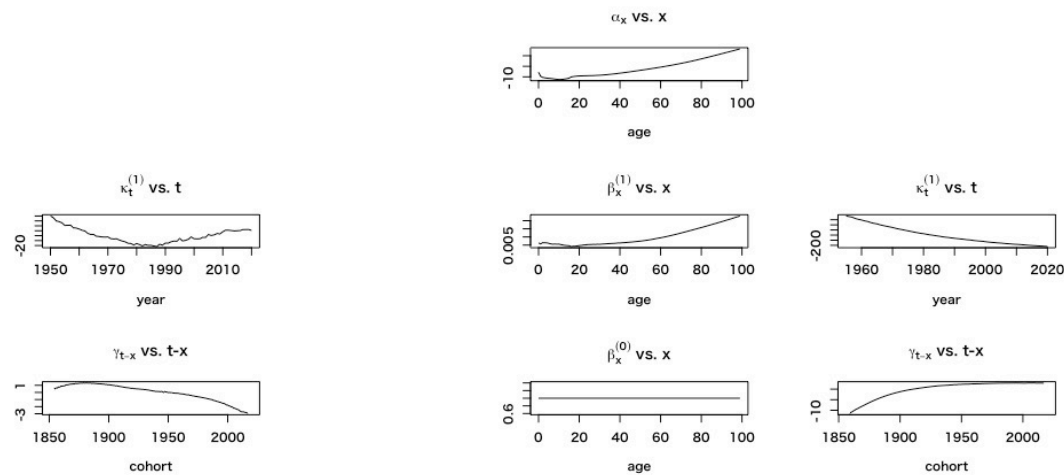 αₓ vs. x
-10
0 20 40 60 80 100
age
κₜ⁽¹⁾ vs. t
-20
1950 1970 1990 2010
year
βₓ⁽¹⁾ vs. x
0.005
0 20 40 60 80 100
age
κₜ⁽¹⁾ vs. t
-200
1960 1980 2000 2020
year
γₜ₋ₓ vs. t-x
1
-3
1850 1900 1950 2000
cohort
βₓ⁽⁰⁾ vs. x
0.6
0 20 40 60 80 100
age
γₜ₋ₓ vs. t-x
-10
1850 1900 1950 2000
cohort